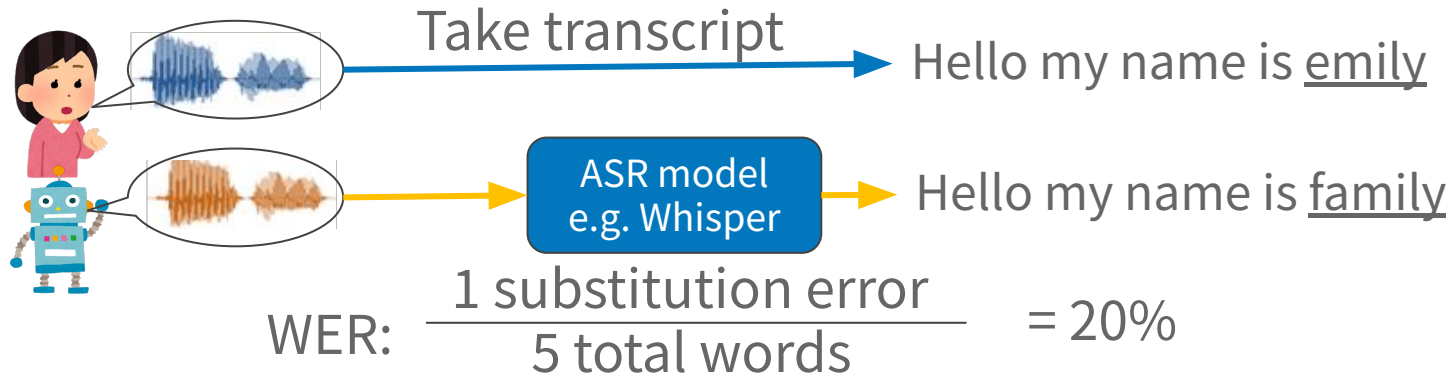 Take transcript
Hello my name is emily
ASR model
e.g. Whisper
Hello my name is family
WER:
1 substitution error
5 total words
= 20%